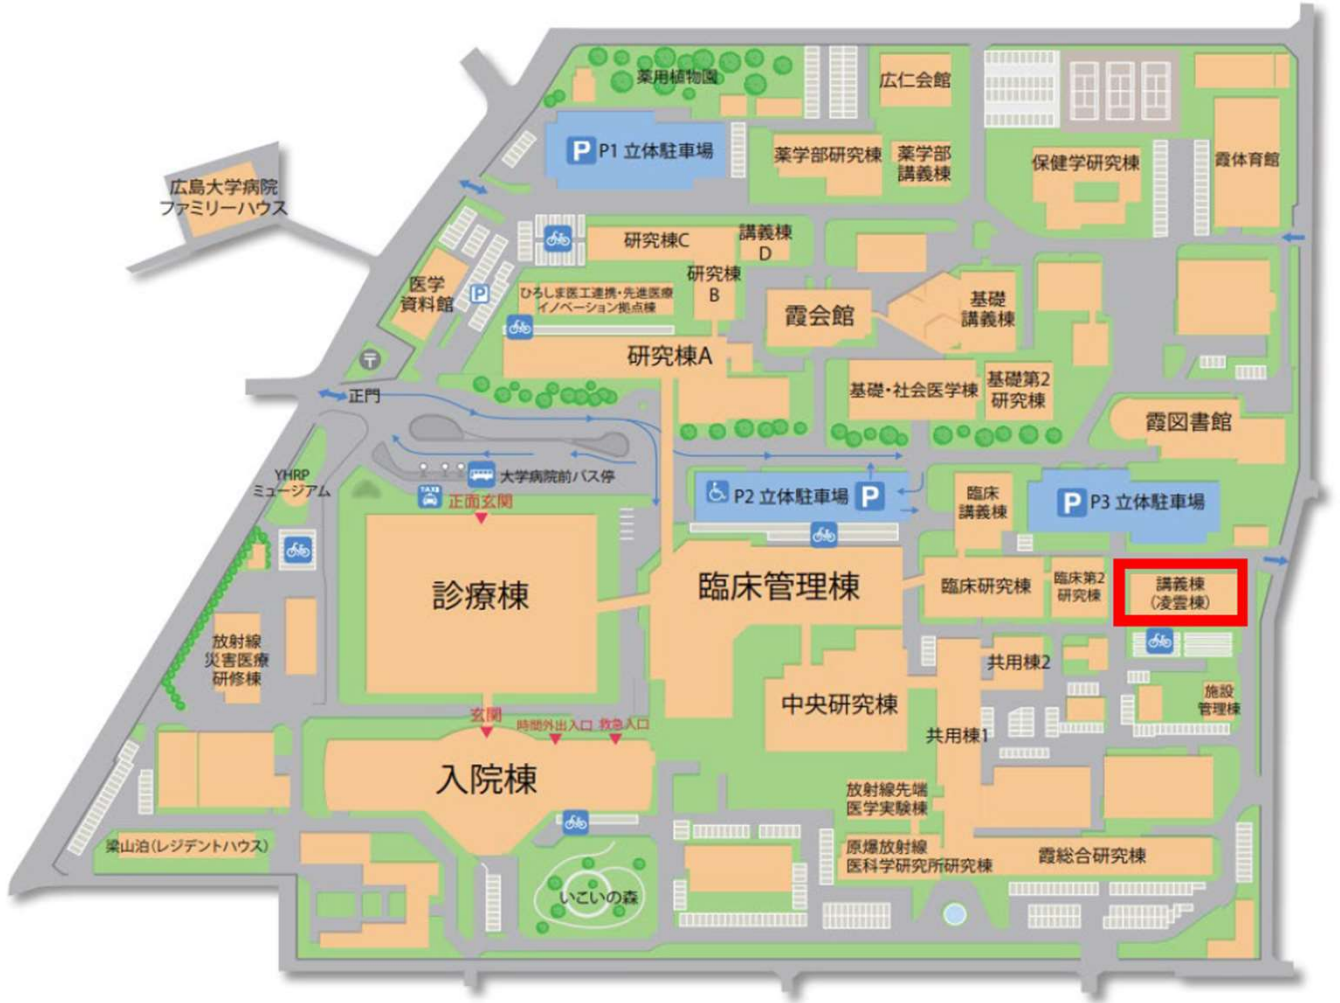 薬用植物園
広仁会館
P P1 立体駐車場
薬学部研究棟
薬学部
講義棟
保健学研究棟
霞体育館
広島大学病院
ファミリーハウス
研究棟C
講義棟
D
研究棟
B
医学
資料館
P
ひろしま医工連携・先進医療
イノベーション拠点棟
霞会館
基礎
講義棟
研究棟A
〒
正門
基礎・社会医学棟
基礎第2
研究棟
霞図書館
YHRP
ミュージアム
大学病院前バス停
TAXI
正面玄関
P2 立体駐車場 P
臨床
講義棟
P P3 立体駐車場
診療棟
臨床管理棟
臨床研究棟
臨床第2
研究棟
講義棟
(凌雲棟)
放射線
災害医療
研修棟
共用棟2
施設
管理棟
中央研究棟
共用棟1
玄関
時間外出入口
救急入口
入院棟
放射線先端
医学実験棟
梁山泊(レジデントハウス)
原爆放射線
医科学研究所研究棟
霞総合研究棟
いこいの森